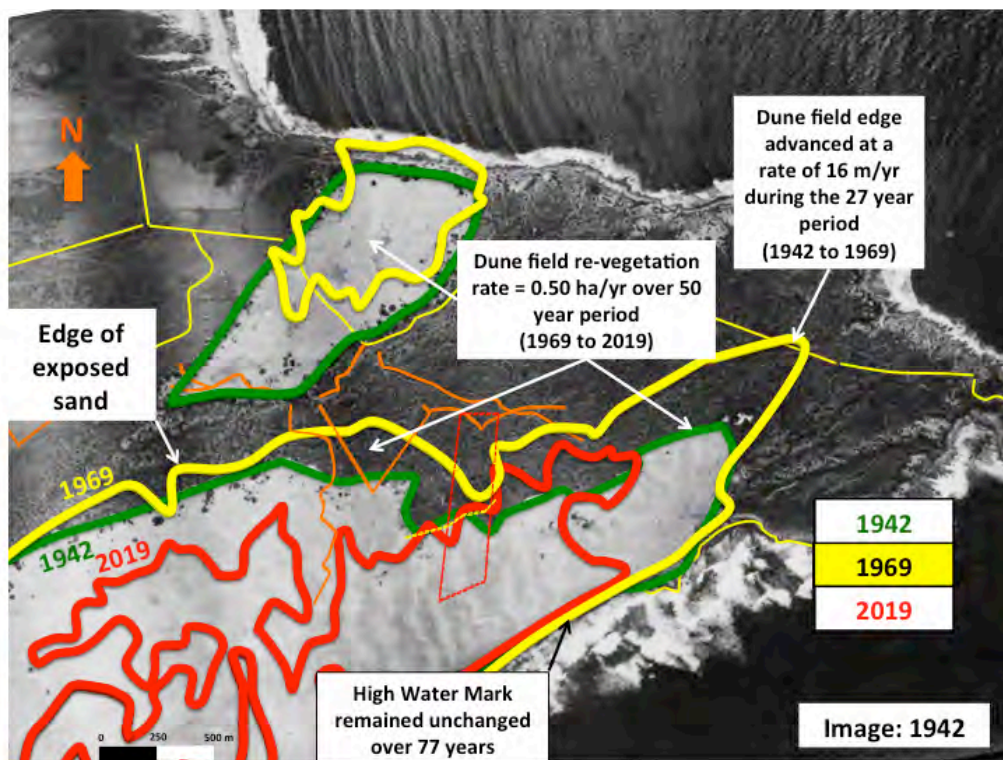 N
Dune field edge
advanced at a
rate of 16 m/yr
during the 27 year
period
(1942 to 1969)
Dune field re-vegetation
rate = 0.50 ha/yr over 50
year period
(1969 to 2019)
Edge of
exposed
sand
1969
1942
2019
1942
1969
2019
High Water Mark
remained unchanged
over 77 years
0 250 500 m
Image: 1942